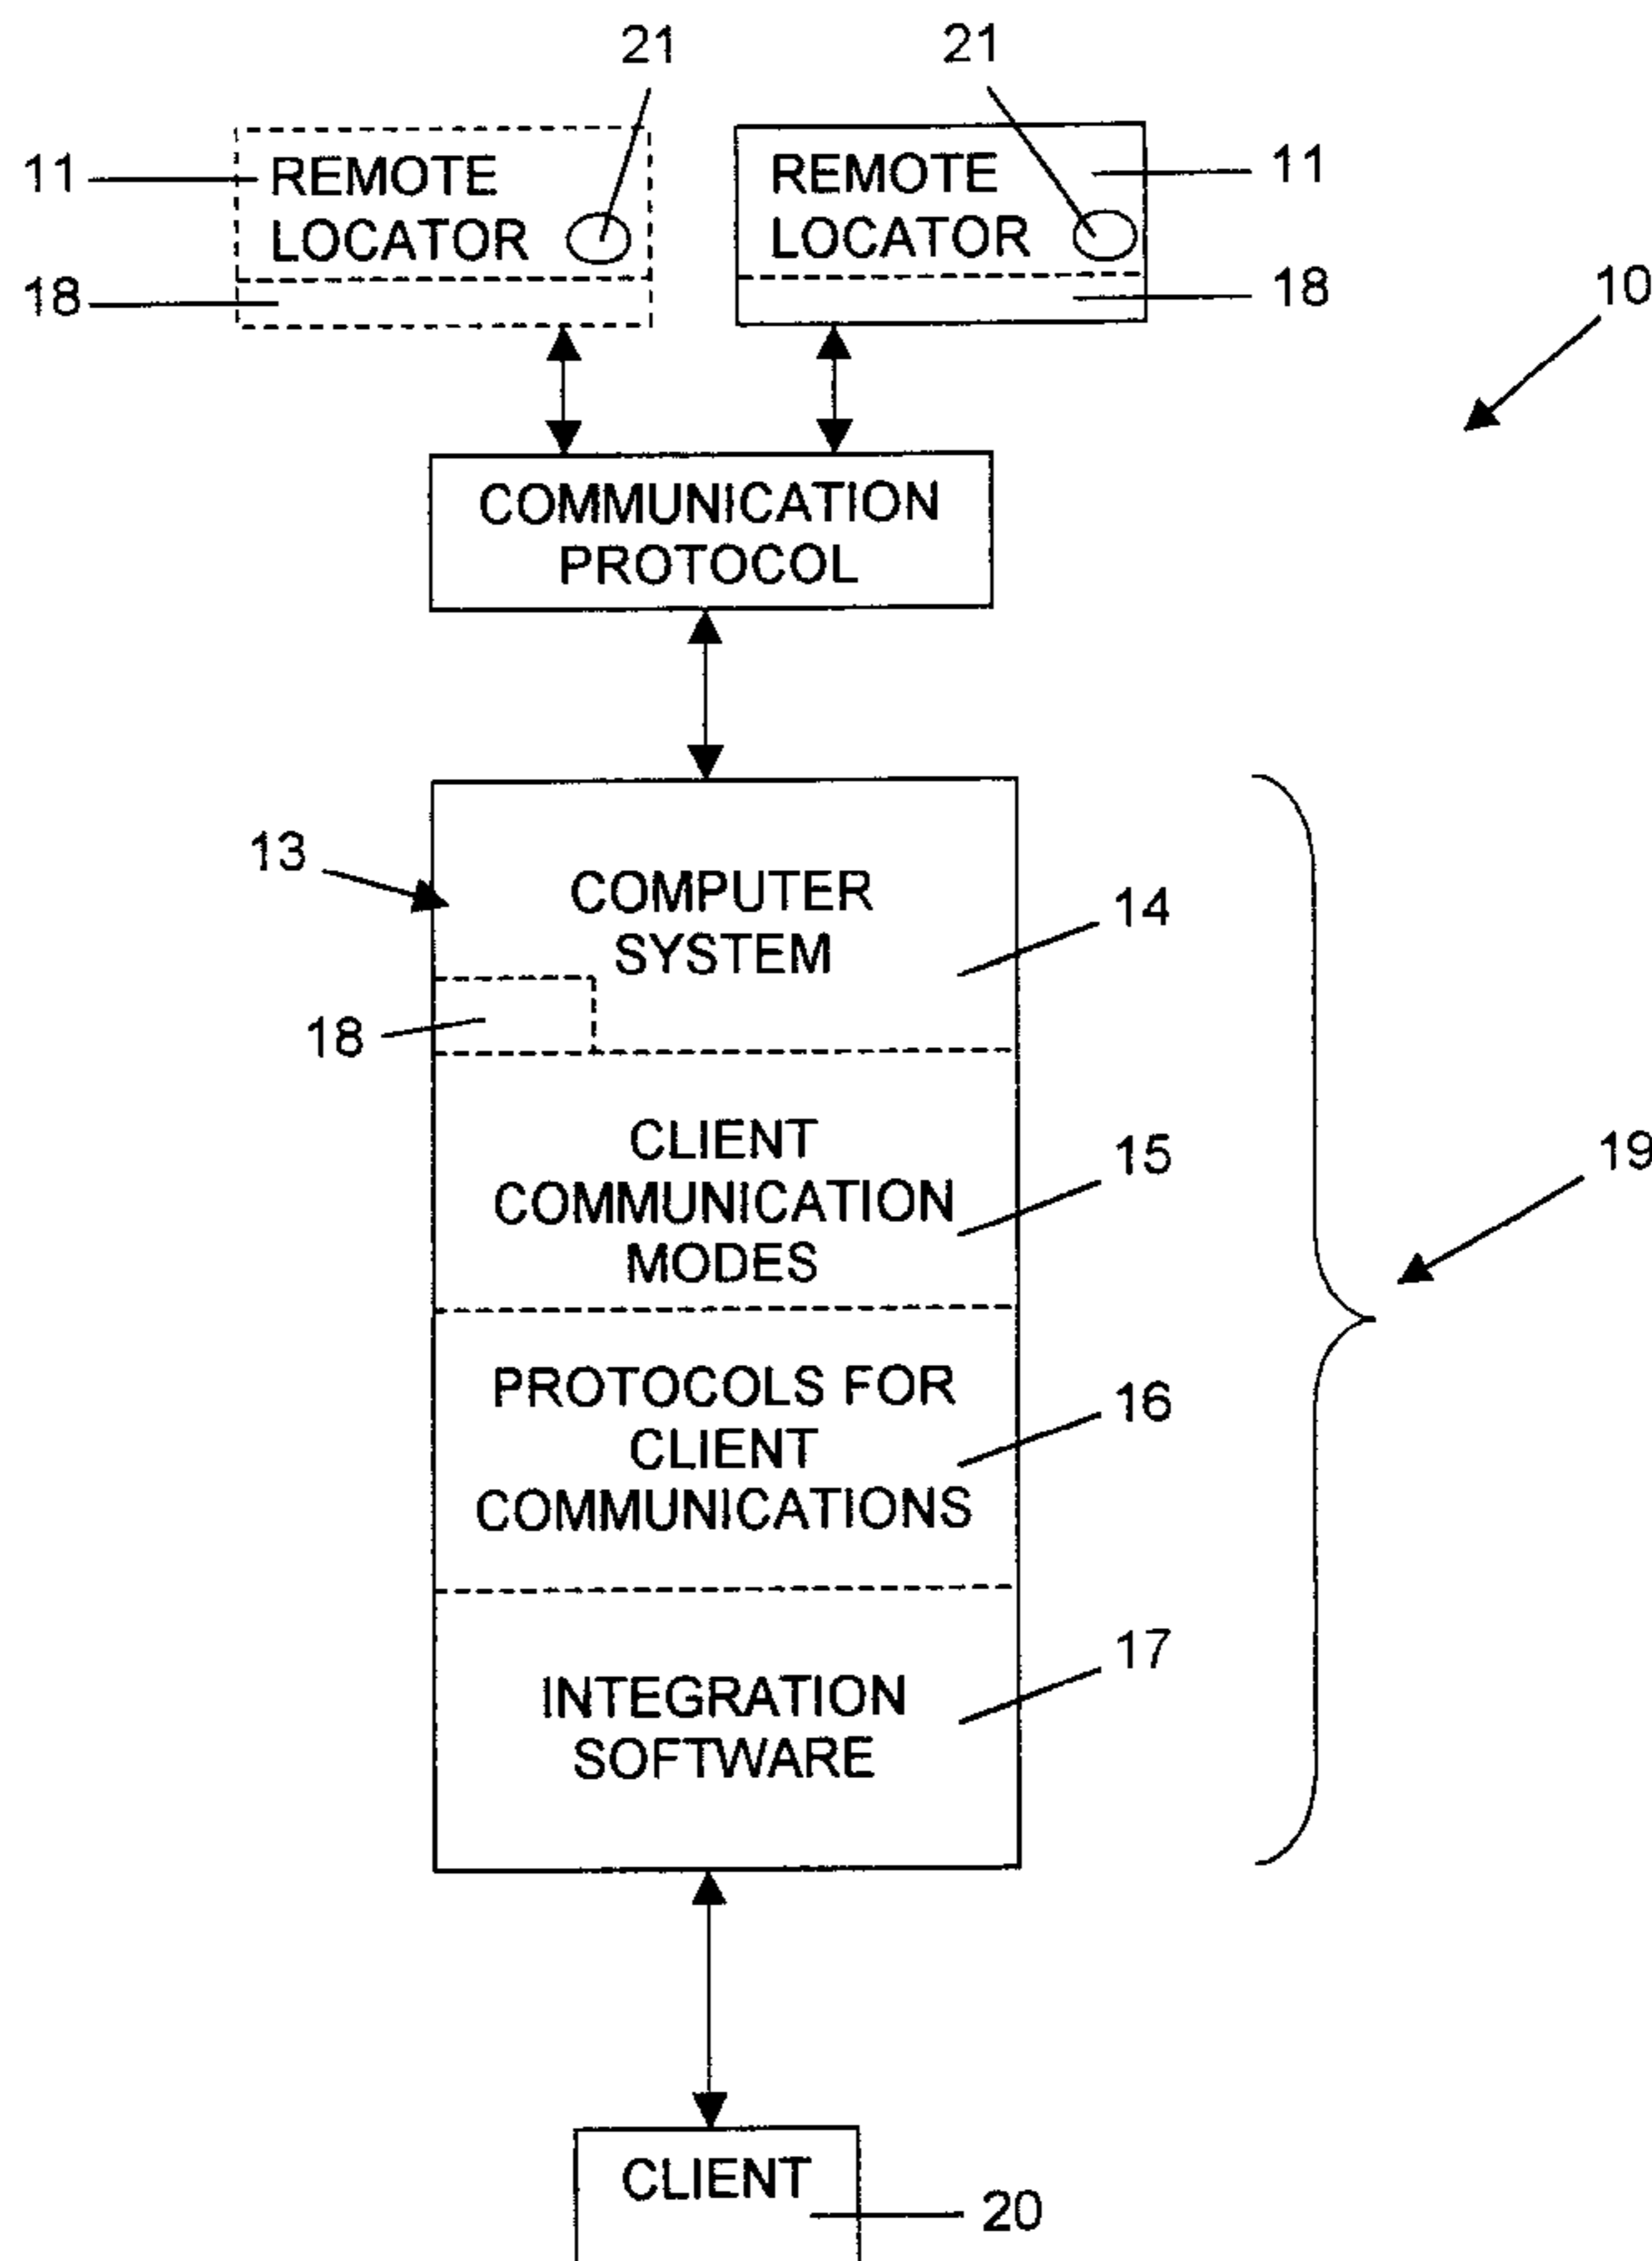 21
21
11
REMOTE
LOCATOR
REMOTE
LOCATOR
11
18
18
10
COMMUNICATION
PROTOCOL
13
COMPUTER
SYSTEM
14
18
CLIENT
COMMUNICATION
MODES
15
19
PROTOCOLS FOR
CLIENT
COMMUNICATIONS
16
INTEGRATION
SOFTWARE
17
CLIENT
20